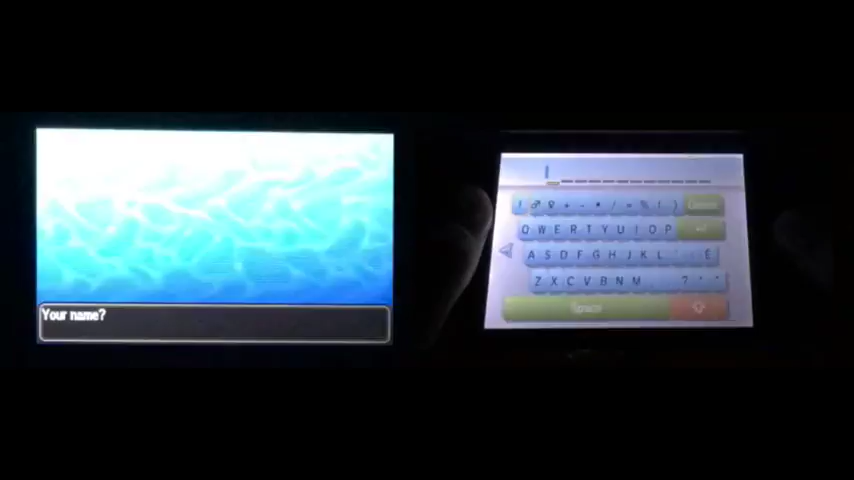 Your name?
! ♂ ♀ + - * / = % ! )
Q W E R T Y U I O P
A S D F G H J K L É
Z X C V B N M ? ' "
Space